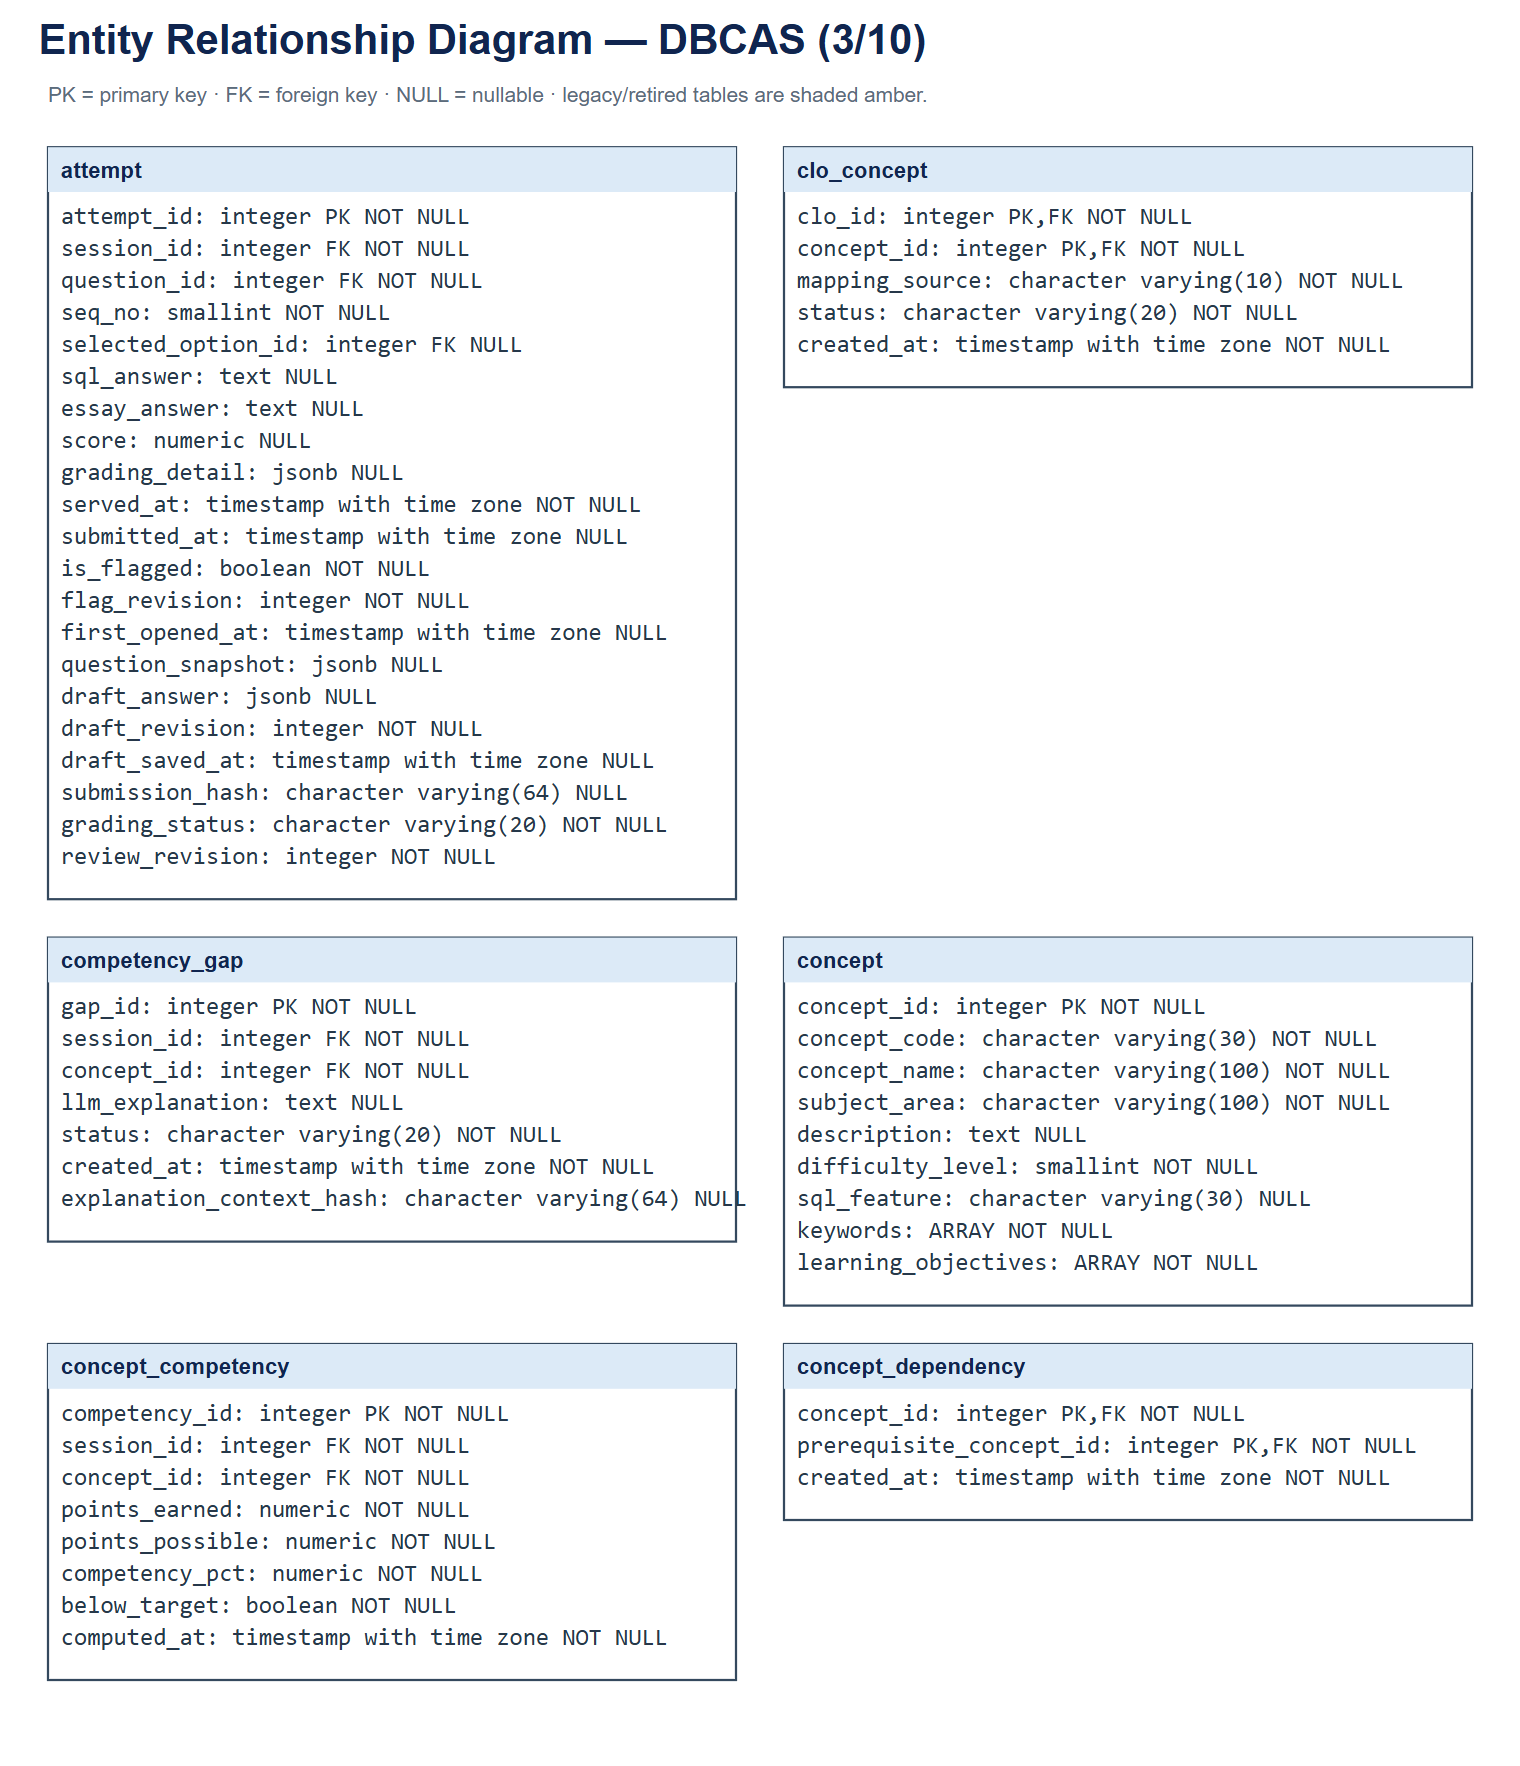 Entity Relationship Diagram — DBCAS (3/10)
PK = primary key · FK = foreign key · NULL = nullable · legacy/retired tables are shaded amber.
attempt
attempt_id: integer PK NOT NULL
session_id: integer FK NOT NULL
question_id: integer FK NOT NULL
seq_no: smallint NOT NULL
selected_option_id: integer FK NULL
sql_answer: text NULL
essay_answer: text NULL
score: numeric NULL
grading_detail: jsonb NULL
served_at: timestamp with time zone NOT NULL
submitted_at: timestamp with time zone NULL
is_flagged: boolean NOT NULL
flag_revision: integer NOT NULL
first_opened_at: timestamp with time zone NULL
question_snapshot: jsonb NULL
draft_answer: jsonb NULL
draft_revision: integer NOT NULL
draft_saved_at: timestamp with time zone NULL
submission_hash: character varying(64) NULL
grading_status: character varying(20) NOT NULL
review_revision: integer NOT NULL
clo_concept
clo_id: integer PK,FK NOT NULL
concept_id: integer PK,FK NOT NULL
mapping_source: character varying(10) NOT NULL
status: character varying(20) NOT NULL
created_at: timestamp with time zone NOT NULL
competency_gap
gap_id: integer PK NOT NULL
session_id: integer FK NOT NULL
concept_id: integer FK NOT NULL
llm_explanation: text NULL
status: character varying(20) NOT NULL
created_at: timestamp with time zone NOT NULL
explanation_context_hash: character varying(64) NULL
concept
concept_id: integer PK NOT NULL
concept_code: character varying(30) NOT NULL
concept_name: character varying(100) NOT NULL
subject_area: character varying(100) NOT NULL
description: text NULL
difficulty_level: smallint NOT NULL
sql_feature: character varying(30) NULL
keywords: ARRAY NOT NULL
learning_objectives: ARRAY NOT NULL
concept_competency
competency_id: integer PK NOT NULL
session_id: integer FK NOT NULL
concept_id: integer FK NOT NULL
points_earned: numeric NOT NULL
points_possible: numeric NOT NULL
competency_pct: numeric NOT NULL
below_target: boolean NOT NULL
computed_at: timestamp with time zone NOT NULL
concept_dependency
concept_id: integer PK,FK NOT NULL
prerequisite_concept_id: integer PK,FK NOT NULL
created_at: timestamp with time zone NOT NULL